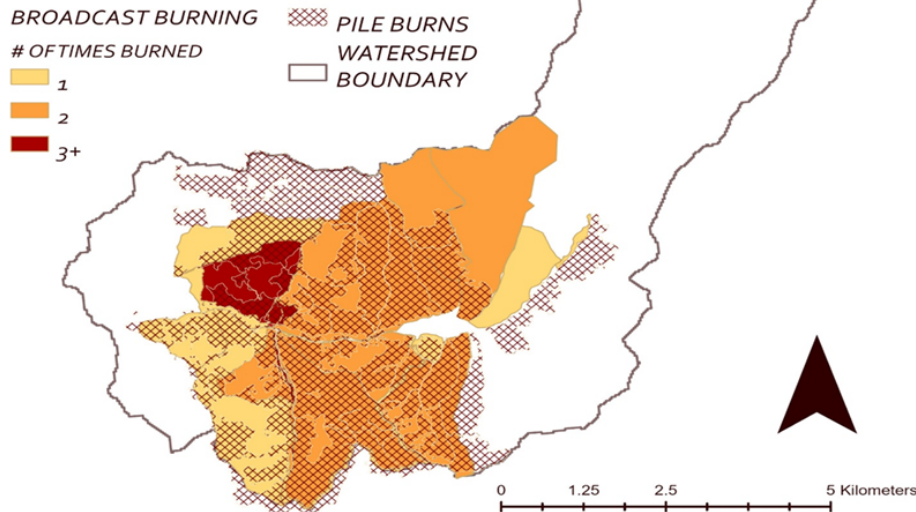 BROADCAST BURNING
# OF TIMES BURNED
1
2
3+
PILE BURNS
WATERSHED
BOUNDARY
0 1.25 2.5 5 Kilometers